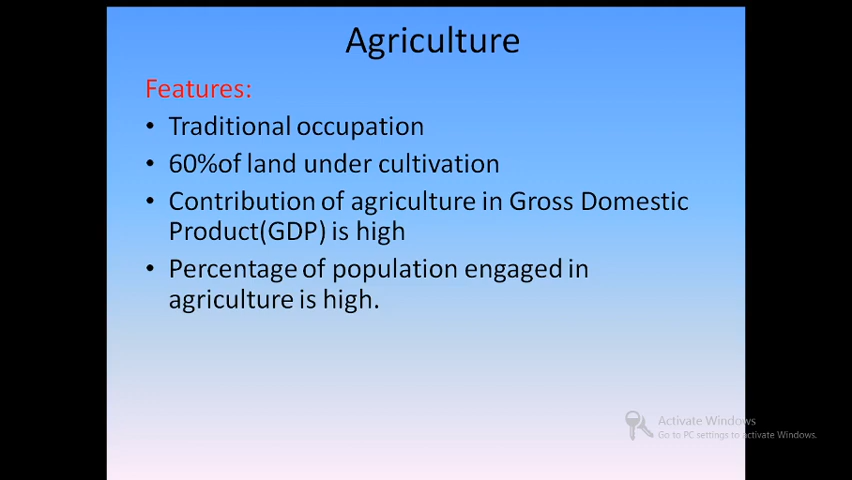 Agriculture
Features:
• Traditional occupation
• 60%of land under cultivation
• Contribution of agriculture in Gross Domestic
Product(GDP) is high
• Percentage of population engaged in
agriculture is high.
Activate Windows
Go to PC settings to activate Windows.